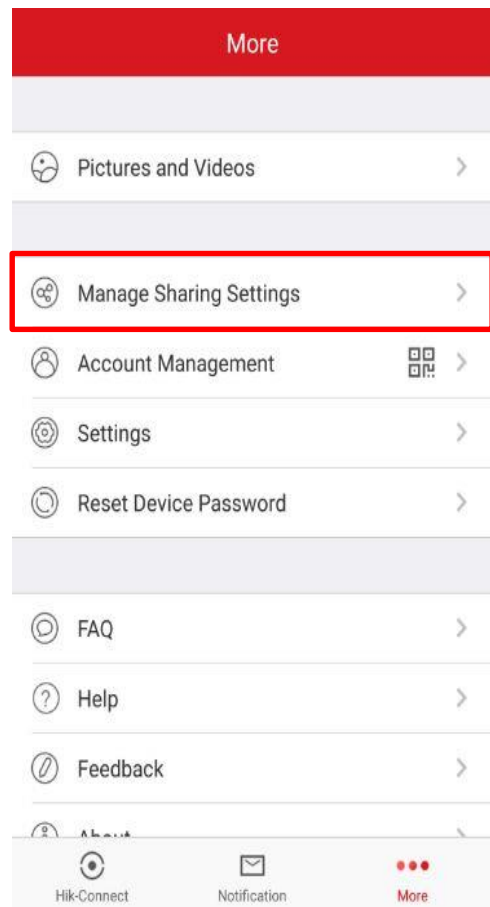 More
Pictures and Videos
Manage Sharing Settings
Account Management
Settings
Reset Device Password
FAQ
Help
Feedback
About
Hik-Connect
Notification
More